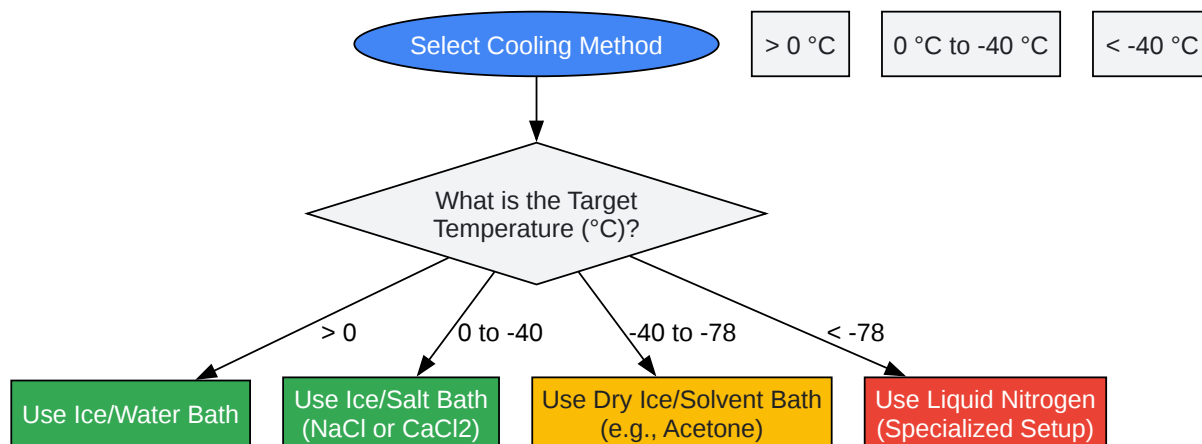 Select Cooling Method
> 0 °C
0 °C to -40 °C
< -40 °C
What is the Target
Temperature (°C)?
> 0
0 to -40
-40 to -78
< -78
Use Ice/Water Bath
Use Ice/Salt Bath
(NaCl or CaCl2)
Use Dry Ice/Solvent Bath
(e.g., Acetone)
Use Liquid Nitrogen
(Specialized Setup)